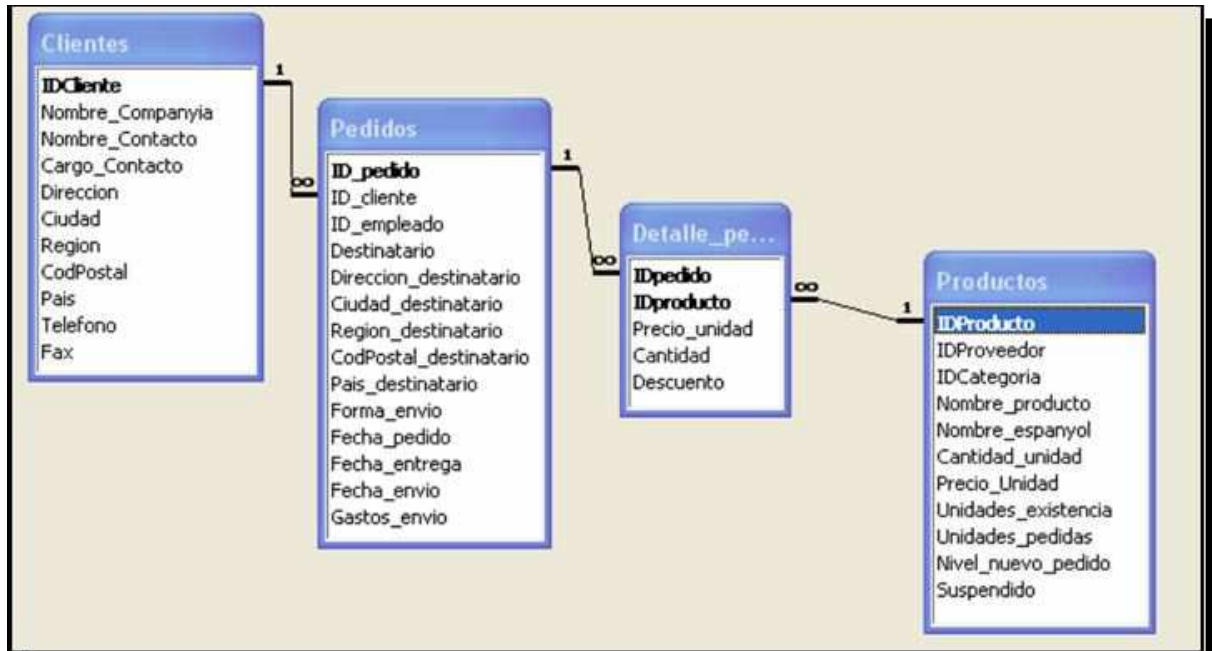 Clientes
IDCliente
Nombre_Companyia
Nombre_Contacto
Cargo_Contacto
Direccion
Ciudad
Region
CodPostal
Pais
Telefono
Fax
1
∞
Pedidos
ID_pedido
ID_cliente
ID_empleado
Destinatario
Direccion_destinatario
Ciudad_destinatario
Region_destinatario
CodPostal_destinatario
Pais_destinatario
Forma_envio
Fecha_pedido
Fecha_entrega
Fecha_envio
Gastos_envio
1
∞
Detalle_pe...
IDpedido
IDproducto
Precio_unidad
Cantidad
Descuento
∞
1
Productos
IDProducto
IDProveedor
IDCategoria
Nombre_producto
Nombre_espanyol
Cantidad_unidad
Precio_Unidad
Unidades_existencia
Unidades_pedidas
Nivel_nuevo_pedido
Suspendido